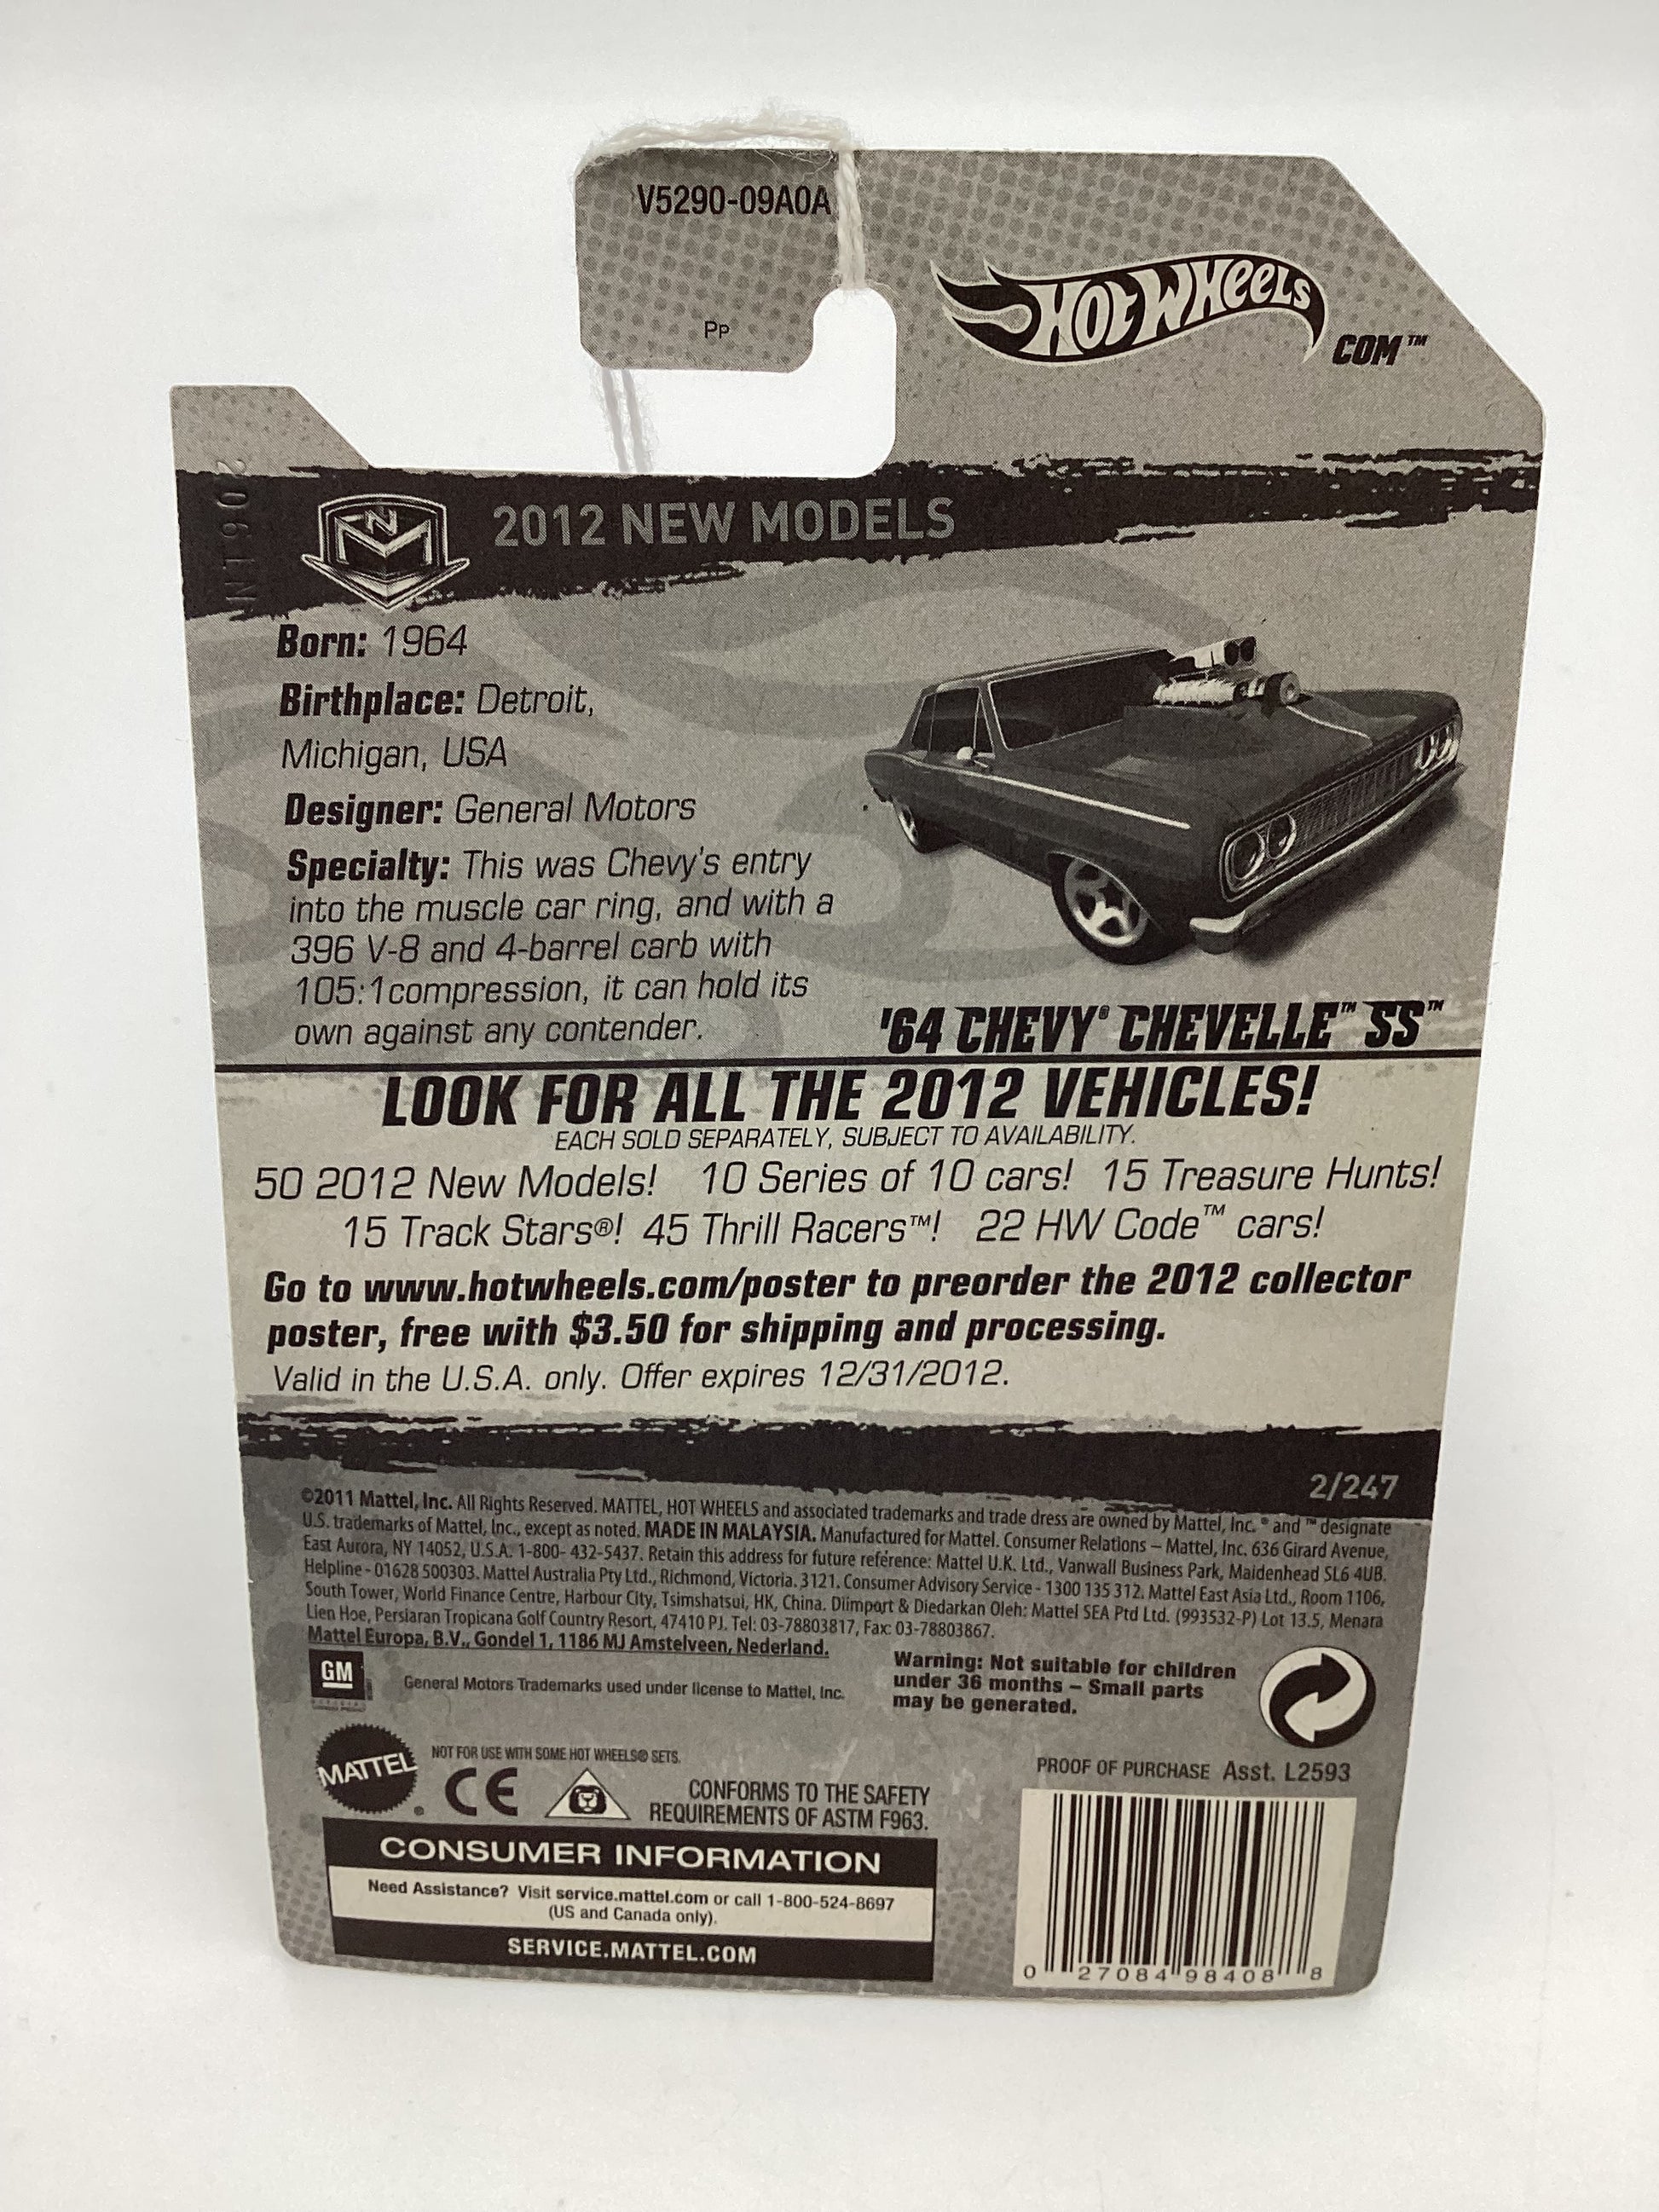 V5290-09A0A
Pp
HOT WHEELS
COM™
NM
2012 NEW MODELS
Born: 1964
Birthplace: Detroit,
Michigan, USA
Designer: General Motors
Specialty: This was Chevy's entry
into the muscle car ring, and with a
396 V-8 and 4-barrel carb with
105:1compression, it can hold its
own against any contender.
'64 CHEVY® CHEVELLE™ SS™
LOOK FOR ALL THE 2012 VEHICLES!
EACH SOLD SEPARATELY, SUBJECT TO AVAILABILITY.
50 2012 New Models! 10 Series of 10 cars! 15 Treasure Hunts!
15 Track Stars®! 45 Thrill Racers™! 22 HW Code™ cars!
Go to www.hotwheels.com/poster to preorder the 2012 collector
poster, free with $3.50 for shipping and processing.
Valid in the U.S.A. only. Offer expires 12/31/2012.
2/247
©2011 Mattel, Inc. All Rights Reserved. MATTEL, HOT WHEELS and associated trademarks and trade dress are owned by Mattel, Inc. ® and ™ designate
U.S. trademarks of Mattel, Inc., except as noted. MADE IN MALAYSIA. Manufactured for Mattel. Consumer Relations – Mattel, Inc. 636 Girard Avenue,
East Aurora, NY 14052, U.S.A. 1-800- 432-5437. Retain this address for future reférence: Mattel U.K. Ltd., Vanwall Business Park, Maidenhead SL6 4UB.
Helpline - 01628 500303. Mattel Australia Pty Ltd., Richmond, Victoria. 3121. Consumer Advisory Service - 1300 135 312. Mattel East Asia Ltd., Room 1106,
South Tower, World Finance Centre, Harbour City, Tsimshatsui, HK, China. Diimport & Diedarkan Oleh: Mattel SEA Ptd Ltd. (993532-P) Lot 13.5, Menara
Lien Hoe, Persiaran Tropicana Golf Country Resort, 47410 PJ. Tel: 03-78803817, Fax: 03-78803867.
Mattel Europa, B.V., Gondel 1, 1186 MJ Amstelveen, Nederland.
GM
General Motors Trademarks used under license to Mattel, Inc.
Warning: Not suitable for children
under 36 months – Small parts
may be generated.
MATTEL
NOT FOR USE WITH SOME HOT WHEELS® SETS.
CE
CONFORMS TO THE SAFETY
REQUIREMENTS OF ASTM F963.
PROOF OF PURCHASE Asst. L2593
CONSUMER INFORMATION
Need Assistance? Visit service.mattel.com or call 1-800-524-8697
(US and Canada only).
SERVICE.MATTEL.COM
0 27084 98408 8